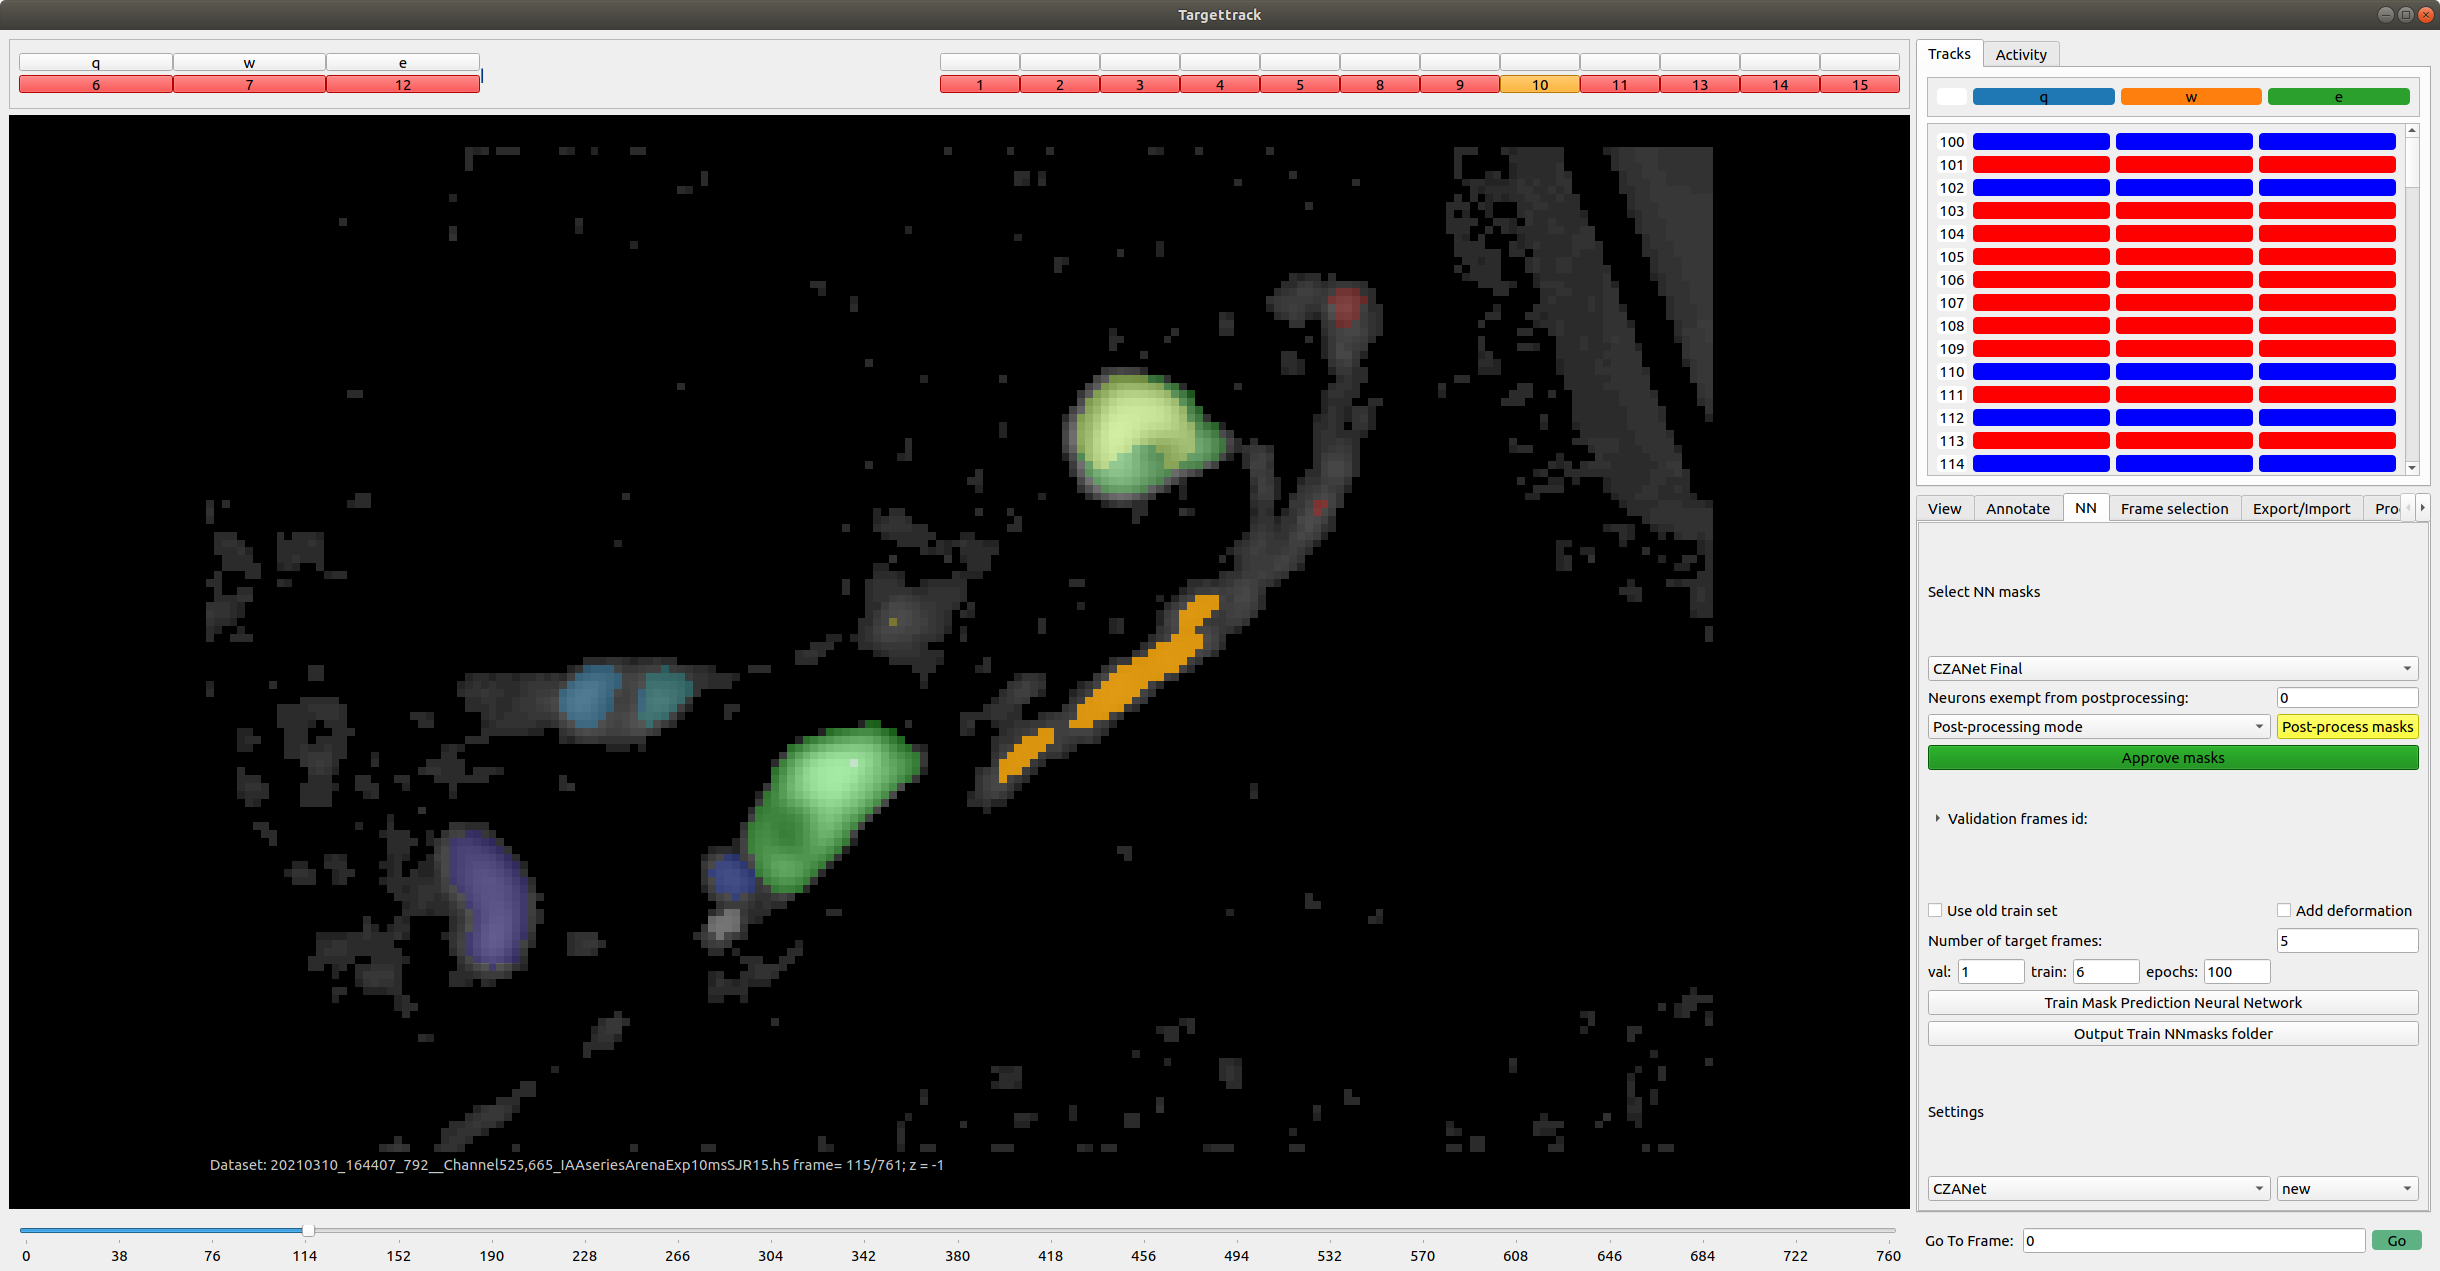 Targettrack
q w e
6 7 12
1 2 3 4 5 8 9 10 11 13 14 15
Tracks Activity
q w e
100
101
102
103
104
105
106
107
108
109
110
111
112
113
114
View Annotate NN Frame selection Export/Import Pro
Select NN masks
CZANet Final
Neurons exempt from postprocessing: 0
Post-processing mode Post-process masks
Approve masks
Validation frames id:
Use old train set Add deformation
Number of target frames: 5
val: 1 train: 6 epochs: 100
Train Mask Prediction Neural Network
Output Train NNmasks folder
Settings
CZANet new
Dataset: 20210310_164407_792__Channel525,665_IAAseriesArenaExp10msSJR15.h5 frame= 115/761; z = -1
0 38 76 114 152 190 228 266 304 342 380 418 456 494 532 570 608 646 684 722 760
Go To Frame: 0 Go